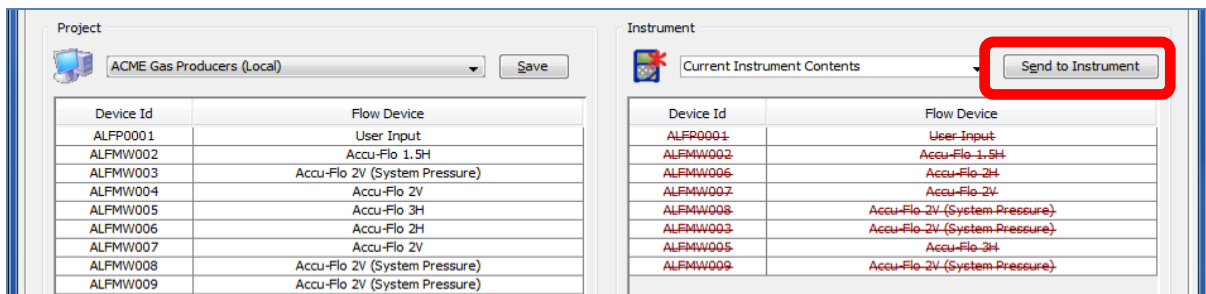 Project
ACME Gas Producers (Local)
Save
Device Id Flow Device
ALFP0001 User Input
ALFMW002 Accu-Flo 1.5H
ALFMW003 Accu-Flo 2V (System Pressure)
ALFMW004 Accu-Flo 2V
ALFMW005 Accu-Flo 3H
ALFMW006 Accu-Flo 2H
ALFMW007 Accu-Flo 2V
ALFMW008 Accu-Flo 2V (System Pressure)
ALFMW009 Accu-Flo 2V (System Pressure)
Instrument
Current Instrument Contents
Send to Instrument
Device Id Flow Device
ALFP0001 User Input
ALFMW002 Accu-Flo 1.5H
ALFMW006 Accu-Flo 2H
ALFMW007 Accu-Flo 2V
ALFMW008 Accu-Flo 2V (System Pressure)
ALFMW003 Accu-Flo 2V (System Pressure)
ALFMW005 Accu-Flo 3H
ALFMW009 Accu-Flo 2V (System Pressure)